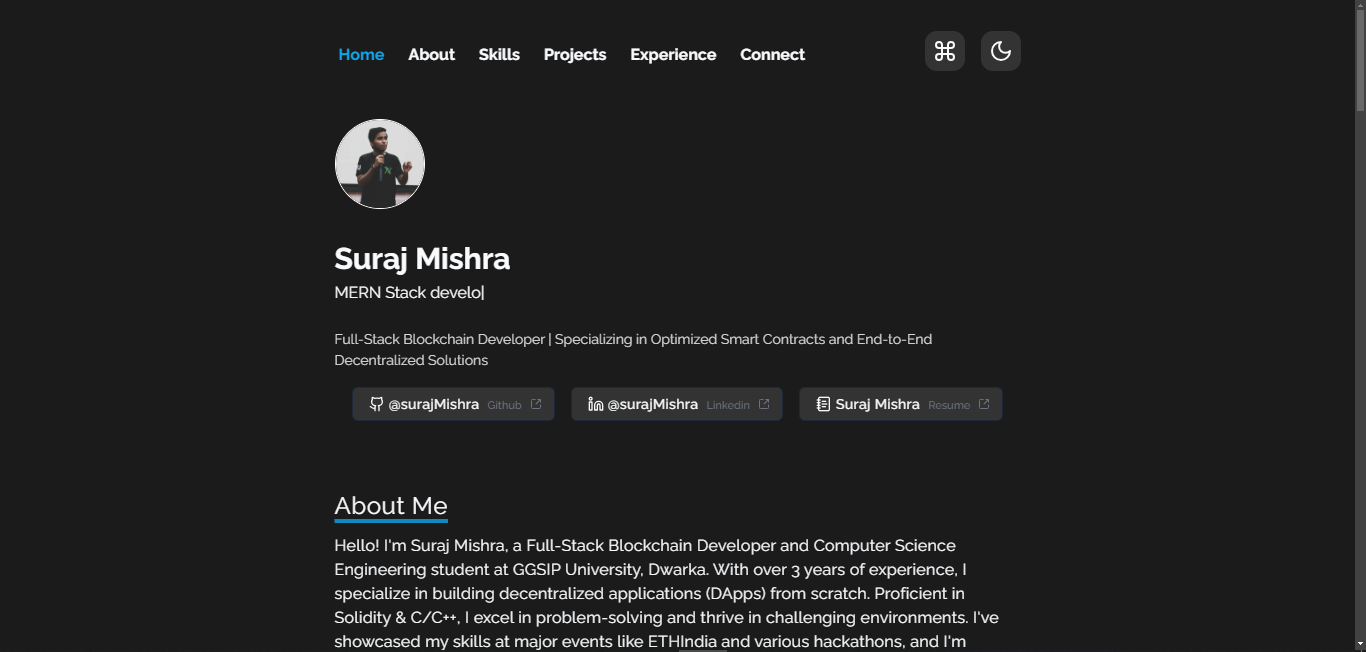 Home About Skills Projects Experience Connect
Suraj Mishra
MERN Stack develo|
Full-Stack Blockchain Developer | Specializing in Optimized Smart Contracts and End-to-End
Decentralized Solutions
@surajMishra Github @surajMishra Linkedin Suraj Mishra Resume
About Me
Hello! I'm Suraj Mishra, a Full-Stack Blockchain Developer and Computer Science
Engineering student at GGSIP University, Dwarka. With over 3 years of experience, I
specialize in building decentralized applications (DApps) from scratch. Proficient in
Solidity & C/C++, I excel in problem-solving and thrive in challenging environments. I've
showcased my skills at major events like ETHIndia and various hackathons, and I'm